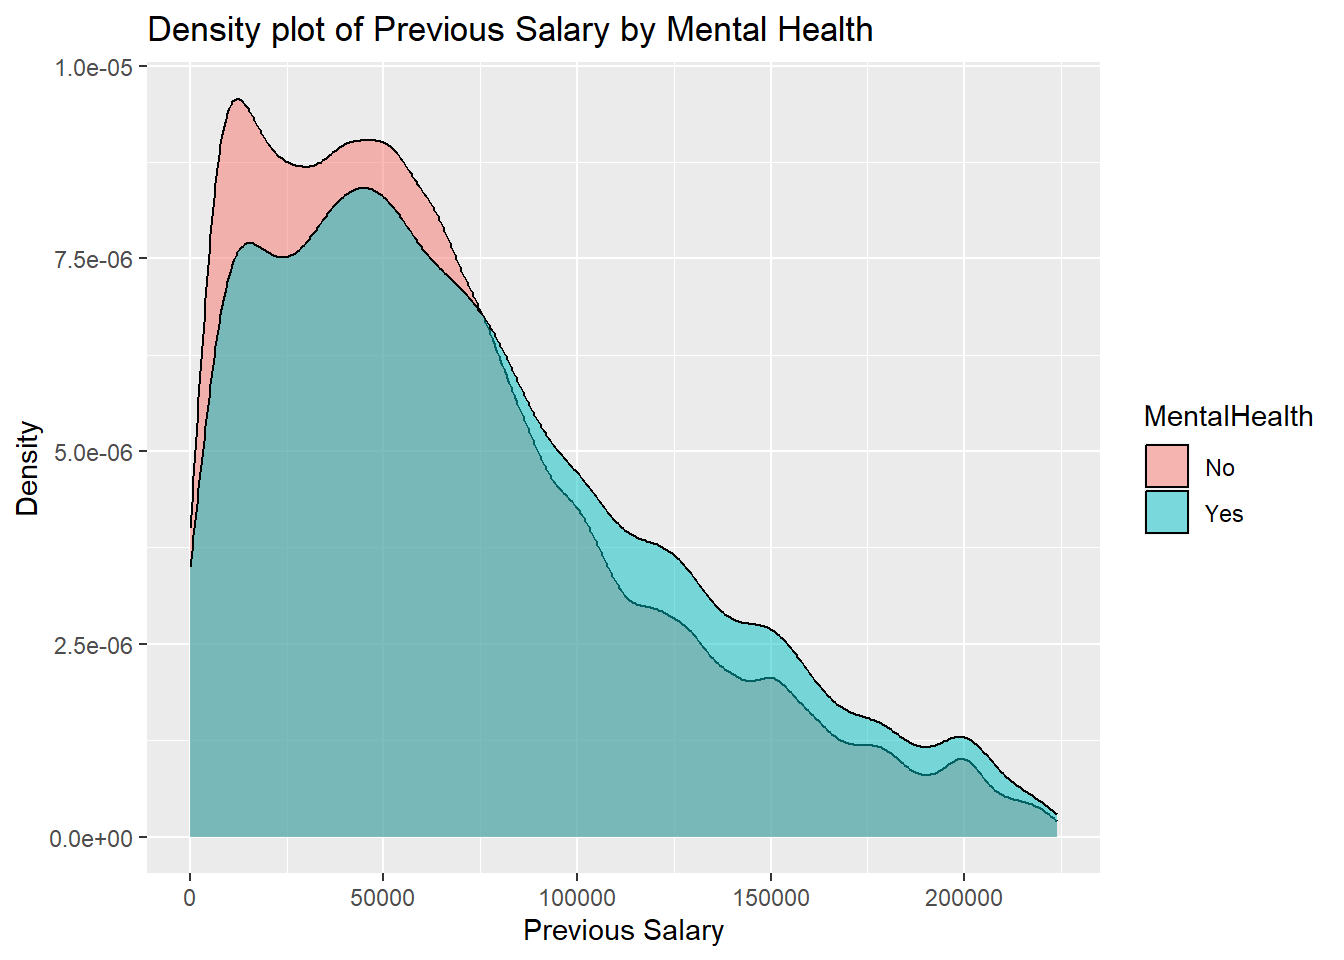 Density plot of Previous Salary by Mental Health
1.0e-05
7.5e-06
5.0e-06
2.5e-06
0.0e+00
Density
0 50000 100000 150000 200000
Previous Salary
MentalHealth
No
Yes